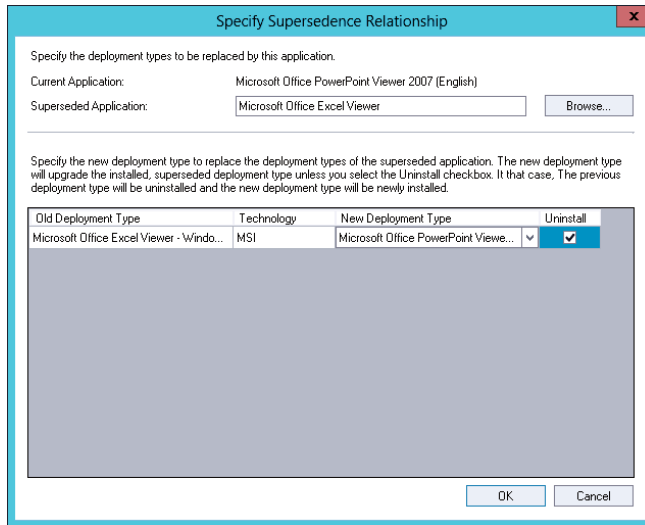 Specify Supersedence Relationship
x
Specify the deployment types to be replaced by this application.
Current Application: Microsoft Office PowerPoint Viewer 2007 (English)
Superseded Application: Microsoft Office Excel Viewer Browse...
Specify the new deployment type to replace the deployment types of the superseded application. The new deployment type
will upgrade the installed, superseded deployment type unless you select the Uninstall checkbox. It that case, The previous
deployment type will be uninstalled and the new deployment type will be newly installed.
Old Deployment Type Technology New Deployment Type Uninstall
Microsoft Office Excel Viewer - Windo... MSI Microsoft Office PowerPoint Viewe...
OK Cancel